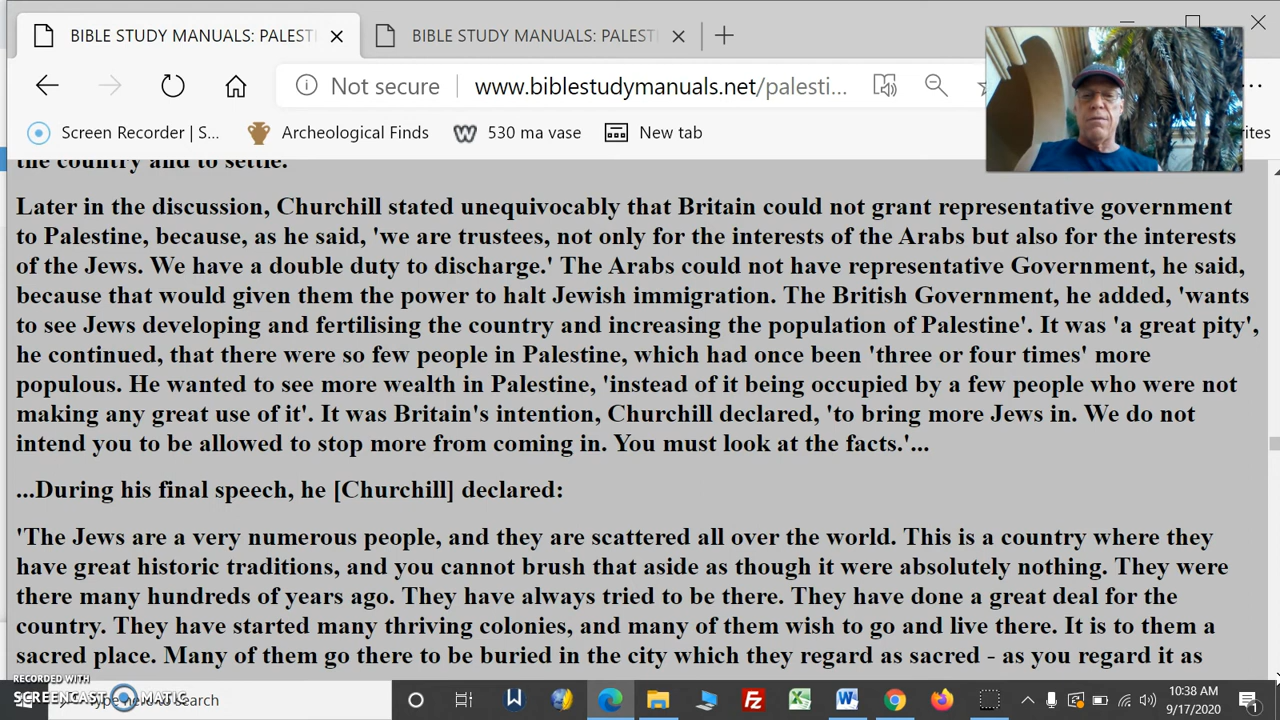 BIBLE STUDY MANUALS: PALEST
BIBLE STUDY MANUALS: PALEST
Not secure
www.biblestudymanuals.net/palesti...
Screen Recorder | S...
Archeological Finds
530 ma vase
New tab
rites
the country and to settle.
Later in the discussion, Churchill stated unequivocably that Britain could not grant representative government
to Palestine, because, as he said, 'we are trustees, not only for the interests of the Arabs but also for the interests
of the Jews. We have a double duty to discharge.' The Arabs could not have representative Government, he said,
because that would given them the power to halt Jewish immigration. The British Government, he added, 'wants
to see Jews developing and fertilising the country and increasing the population of Palestine'. It was 'a great pity',
he continued, that there were so few people in Palestine, which had once been 'three or four times' more
populous. He wanted to see more wealth in Palestine, 'instead of it being occupied by a few people who were not
making any great use of it'. It was Britain's intention, Churchill declared, 'to bring more Jews in. We do not
intend you to be allowed to stop more from coming in. You must look at the facts.'...
...During his final speech, he [Churchill] declared:
'The Jews are a very numerous people, and they are scattered all over the world. This is a country where they
have great historic traditions, and you cannot brush that aside as though it were absolutely nothing. They were
there many hundreds of years ago. They have always tried to be there. They have done a great deal for the
country. They have started many thriving colonies, and many of them wish to go and live there. It is to them a
sacred place. Many of them go there to be buried in the city which they regard as sacred - as you regard it as
RECORDED WITH
SCREENCAST MATIC
Type here to search
10:38 AM
9/17/2020
1